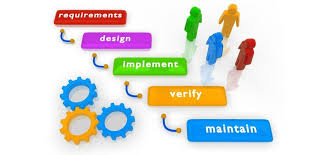 requirements
design
implement
verify
maintain